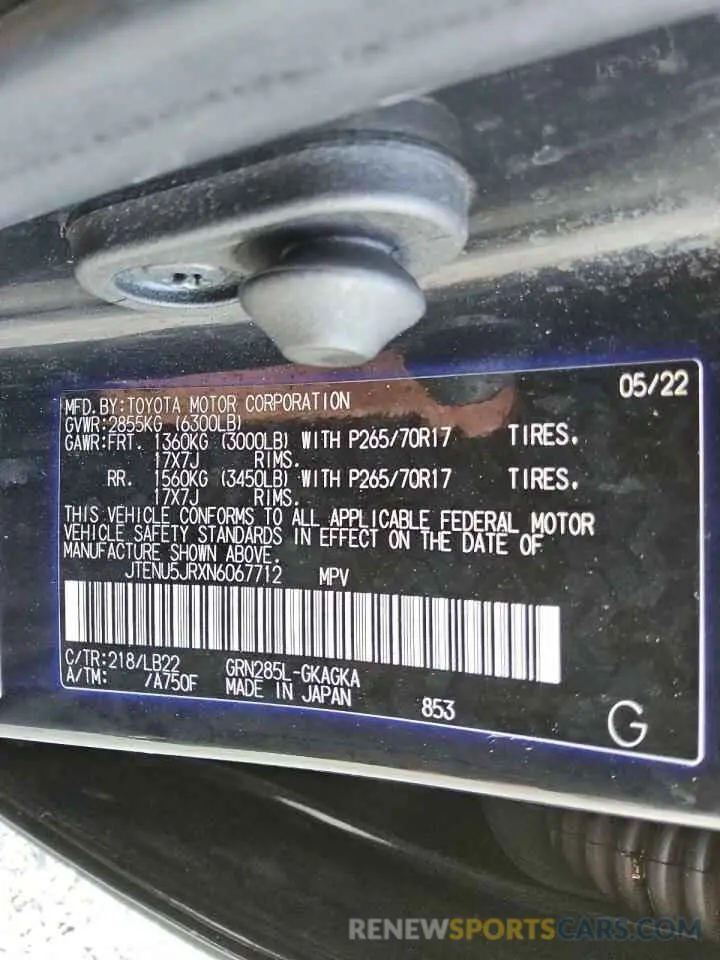 MFD.BY:TOYOTA MOTOR CORPORATION 05/22
GVWR:2855KG (6300LB)
GAWR:FRT. 1360KG (3000LB) WITH P265/70R17 TIRES.
17X7J RIMS.
RR. 1560KG (3450LB) WITH P265/70R17 TIRES.
17X7J RIMS.
THIS VEHICLE CONFORMS TO ALL APPLICABLE FEDERAL MOTOR
VEHICLE SAFETY STANDARDS IN EFFECT ON THE DATE OF
MANUFACTURE SHOWN ABOVE.
JTENU5JRXN6067712 MPV
C/TR:218/LB22 GRN285L-GKAGKA
A/TM: /A750F MADE IN JAPAN 853
G
RENEWSPORTSCARS.COM